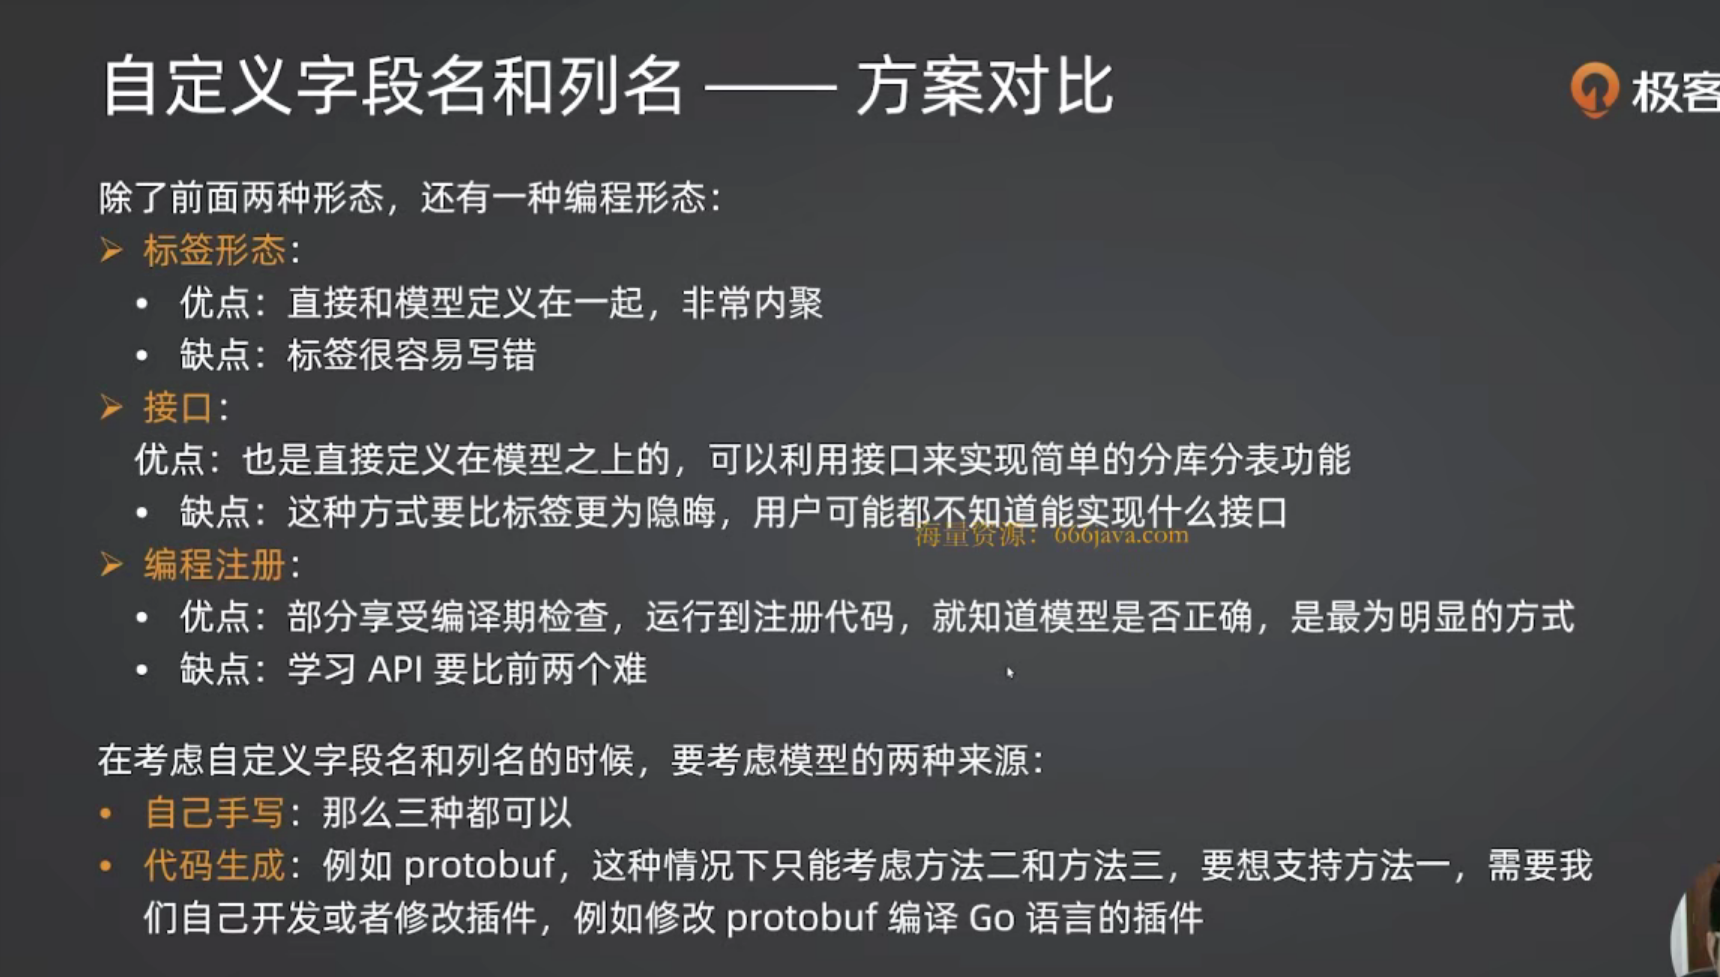 自定义字段名和列名 —— 方案对比
极客
除了前面两种形态，还有一种编程形态：
➢ 标签形态：
• 优点：直接和模型定义在一起，非常内聚
• 缺点：标签很容易写错
➢ 接口：
优点：也是直接定义在模型之上的，可以利用接口来实现简单的分库分表功能
• 缺点：这种方式要比标签更为隐晦，用户可能都不知道能实现什么接口
海量资源：666java.com
➢ 编程注册：
• 优点：部分享受编译期检查，运行到注册代码，就知道模型是否正确，是最为明显的方式
• 缺点：学习 API 要比前两个难
在考虑自定义字段名和列名的时候，要考虑模型的两种来源：
• 自己手写：那么三种都可以
• 代码生成：例如 protobuf，这种情况下只能考虑方法二和方法三，要想支持方法一，需要我
们自己开发或者修改插件，例如修改 protobuf 编译 Go 语言的插件